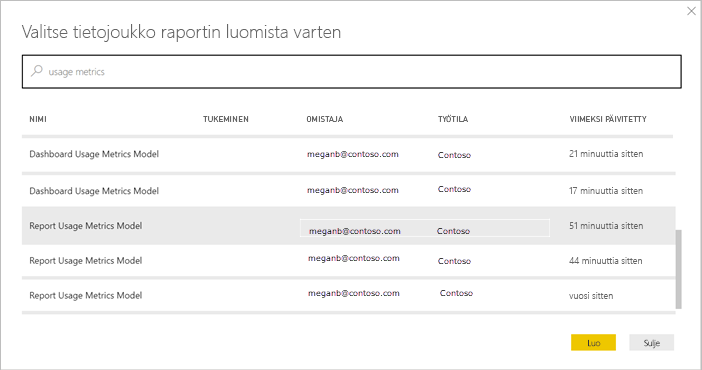 Valitse tietojoukko raportin luomista varten
usage metrics
NIMI TUKEMINEN OMISTAJA TYÖTILA VIIMEKSI PÄIVITETTY
Dashboard Usage Metrics Model meganb@contoso.com Contoso 21 minuuttia sitten
Dashboard Usage Metrics Model meganb@contoso.com Contoso 17 minuuttia sitten
Report Usage Metrics Model meganb@contoso.com Contoso 51 minuuttia sitten
Report Usage Metrics Model meganb@contoso.com Contoso 44 minuuttia sitten
Report Usage Metrics Model meganb@contoso.com Contoso vuosi sitten
Luo Sulje